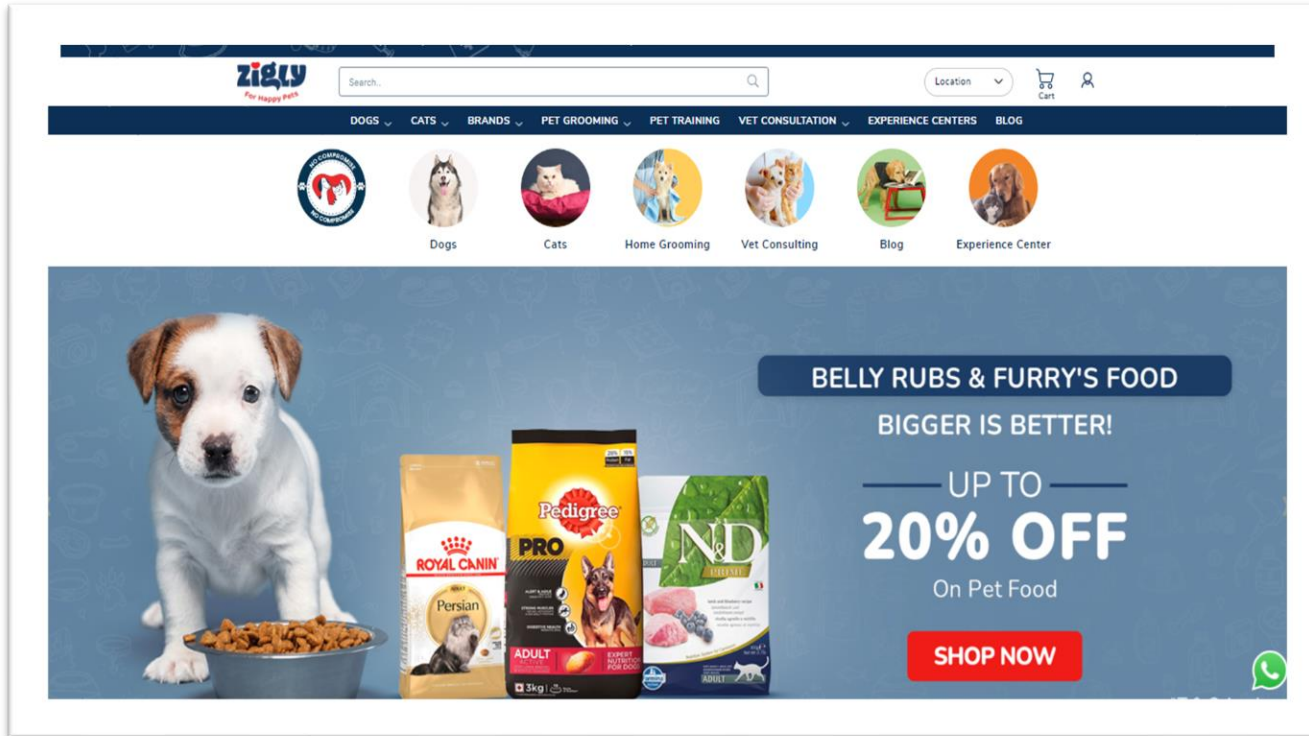 zigly
For Happy Pets
Search..
Location
Cart
DOGS CATS BRANDS PET GROOMING PET TRAINING VET CONSULTATION EXPERIENCE CENTERS BLOG
NO COMPROMISE
NO COMPROMISE
Dogs Cats Home Grooming Vet Consulting Blog Experience Center
BELLY RUBS & FURRY'S FOOD
BIGGER IS BETTER!
UP TO
20% OFF
On Pet Food
SHOP NOW
ROYAL CANIN
Persian
Pedigree
PRO
ADULT
ACTIVE
EXPERT
NUTRITION
FOR DOGS
3kg
N&D
PRIME
ADULT